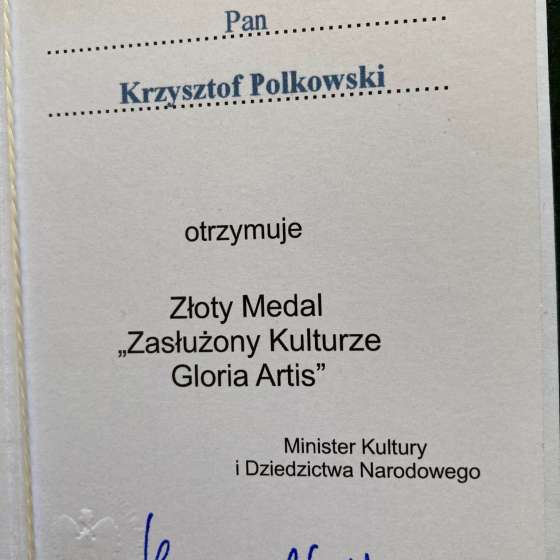 Pan
Krzysztof Polkowski
otrzymuje
Złoty Medal
„Zasłużony Kulturze
Gloria Artis”
Minister Kultury
i Dziedzictwa Narodowego